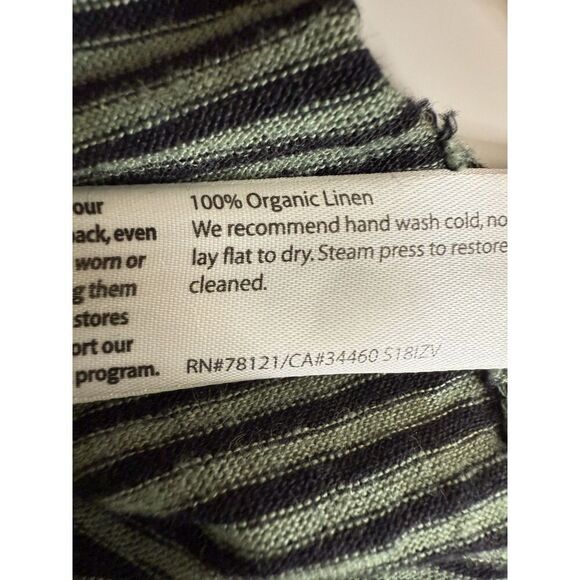 our
back, even
worn or
g them
stores
ort our
program.
100% Organic Linen
We recommend hand wash cold, no
lay flat to dry. Steam press to restore
cleaned.
RN#78121/CA#34460 S18IZV